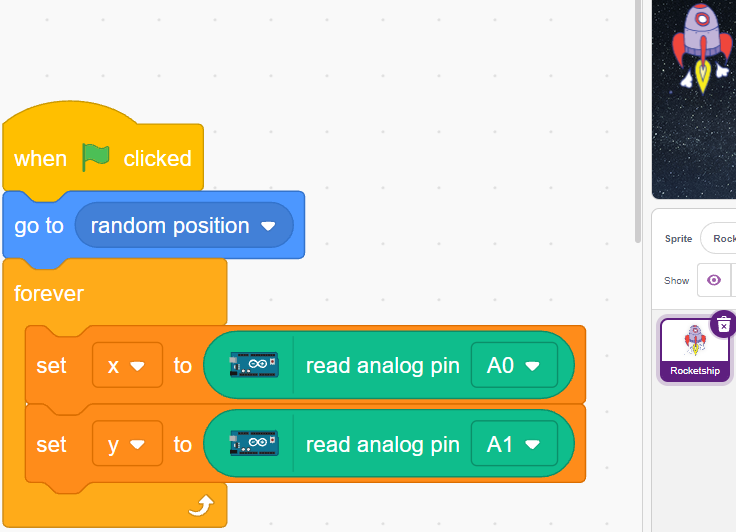 when clicked
go to random position
forever
set x to read analog pin A0
set y to read analog pin A1
Sprite Rock
Show
Rocketship